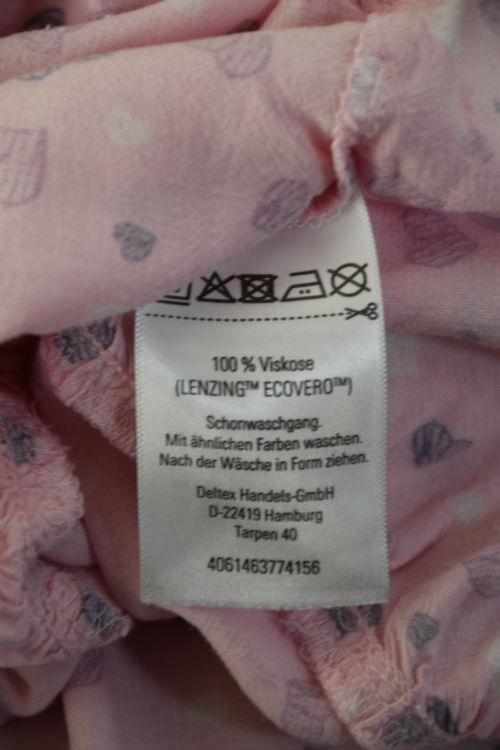 100 % Viskose
(LENZING™ ECOVERO™)
Schonwaschgang.
Mit ähnlichen Farben waschen.
Nach der Wäsche in Form ziehen.
Deltex Handels-GmbH
D-22419 Hamburg
Tarpen 40
4061463774156